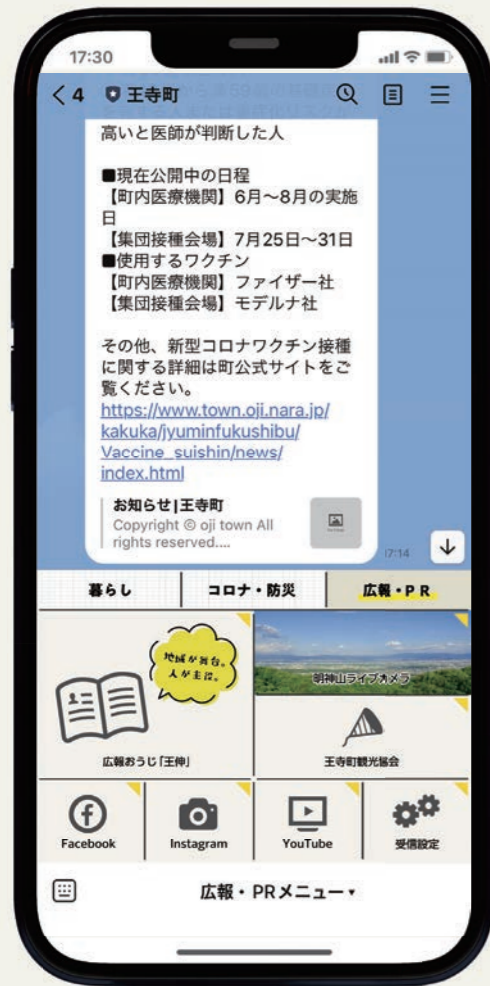 17:30
4 王寺町
高いと医師が判断した人
■現在公開中の日程
【町内医療機関】6月〜8月の実施
日
【集団接種会場】7月25日〜31日
■使用するワクチン
【町内医療機関】ファイザー社
【集団接種会場】モデルナ社
その他、新型コロナワクチン接種
に関する詳細は町公式サイトをご
覧ください。
https://www.town.oji.nara.jp/
kakuka/jyuminfukushibu/
Vaccine_suishin/news/
index.html
お知らせ|王寺町
Copyright © oji town All
rights reserved....
17:14
暮らし コロナ・防災 広報・PR
地域が舞台。
人が主役。
明神山ライブカメラ
広報おうじ「王伸」 王寺町観光協会
Facebook Instagram YouTube 受信設定
広報・PRメニュー▾